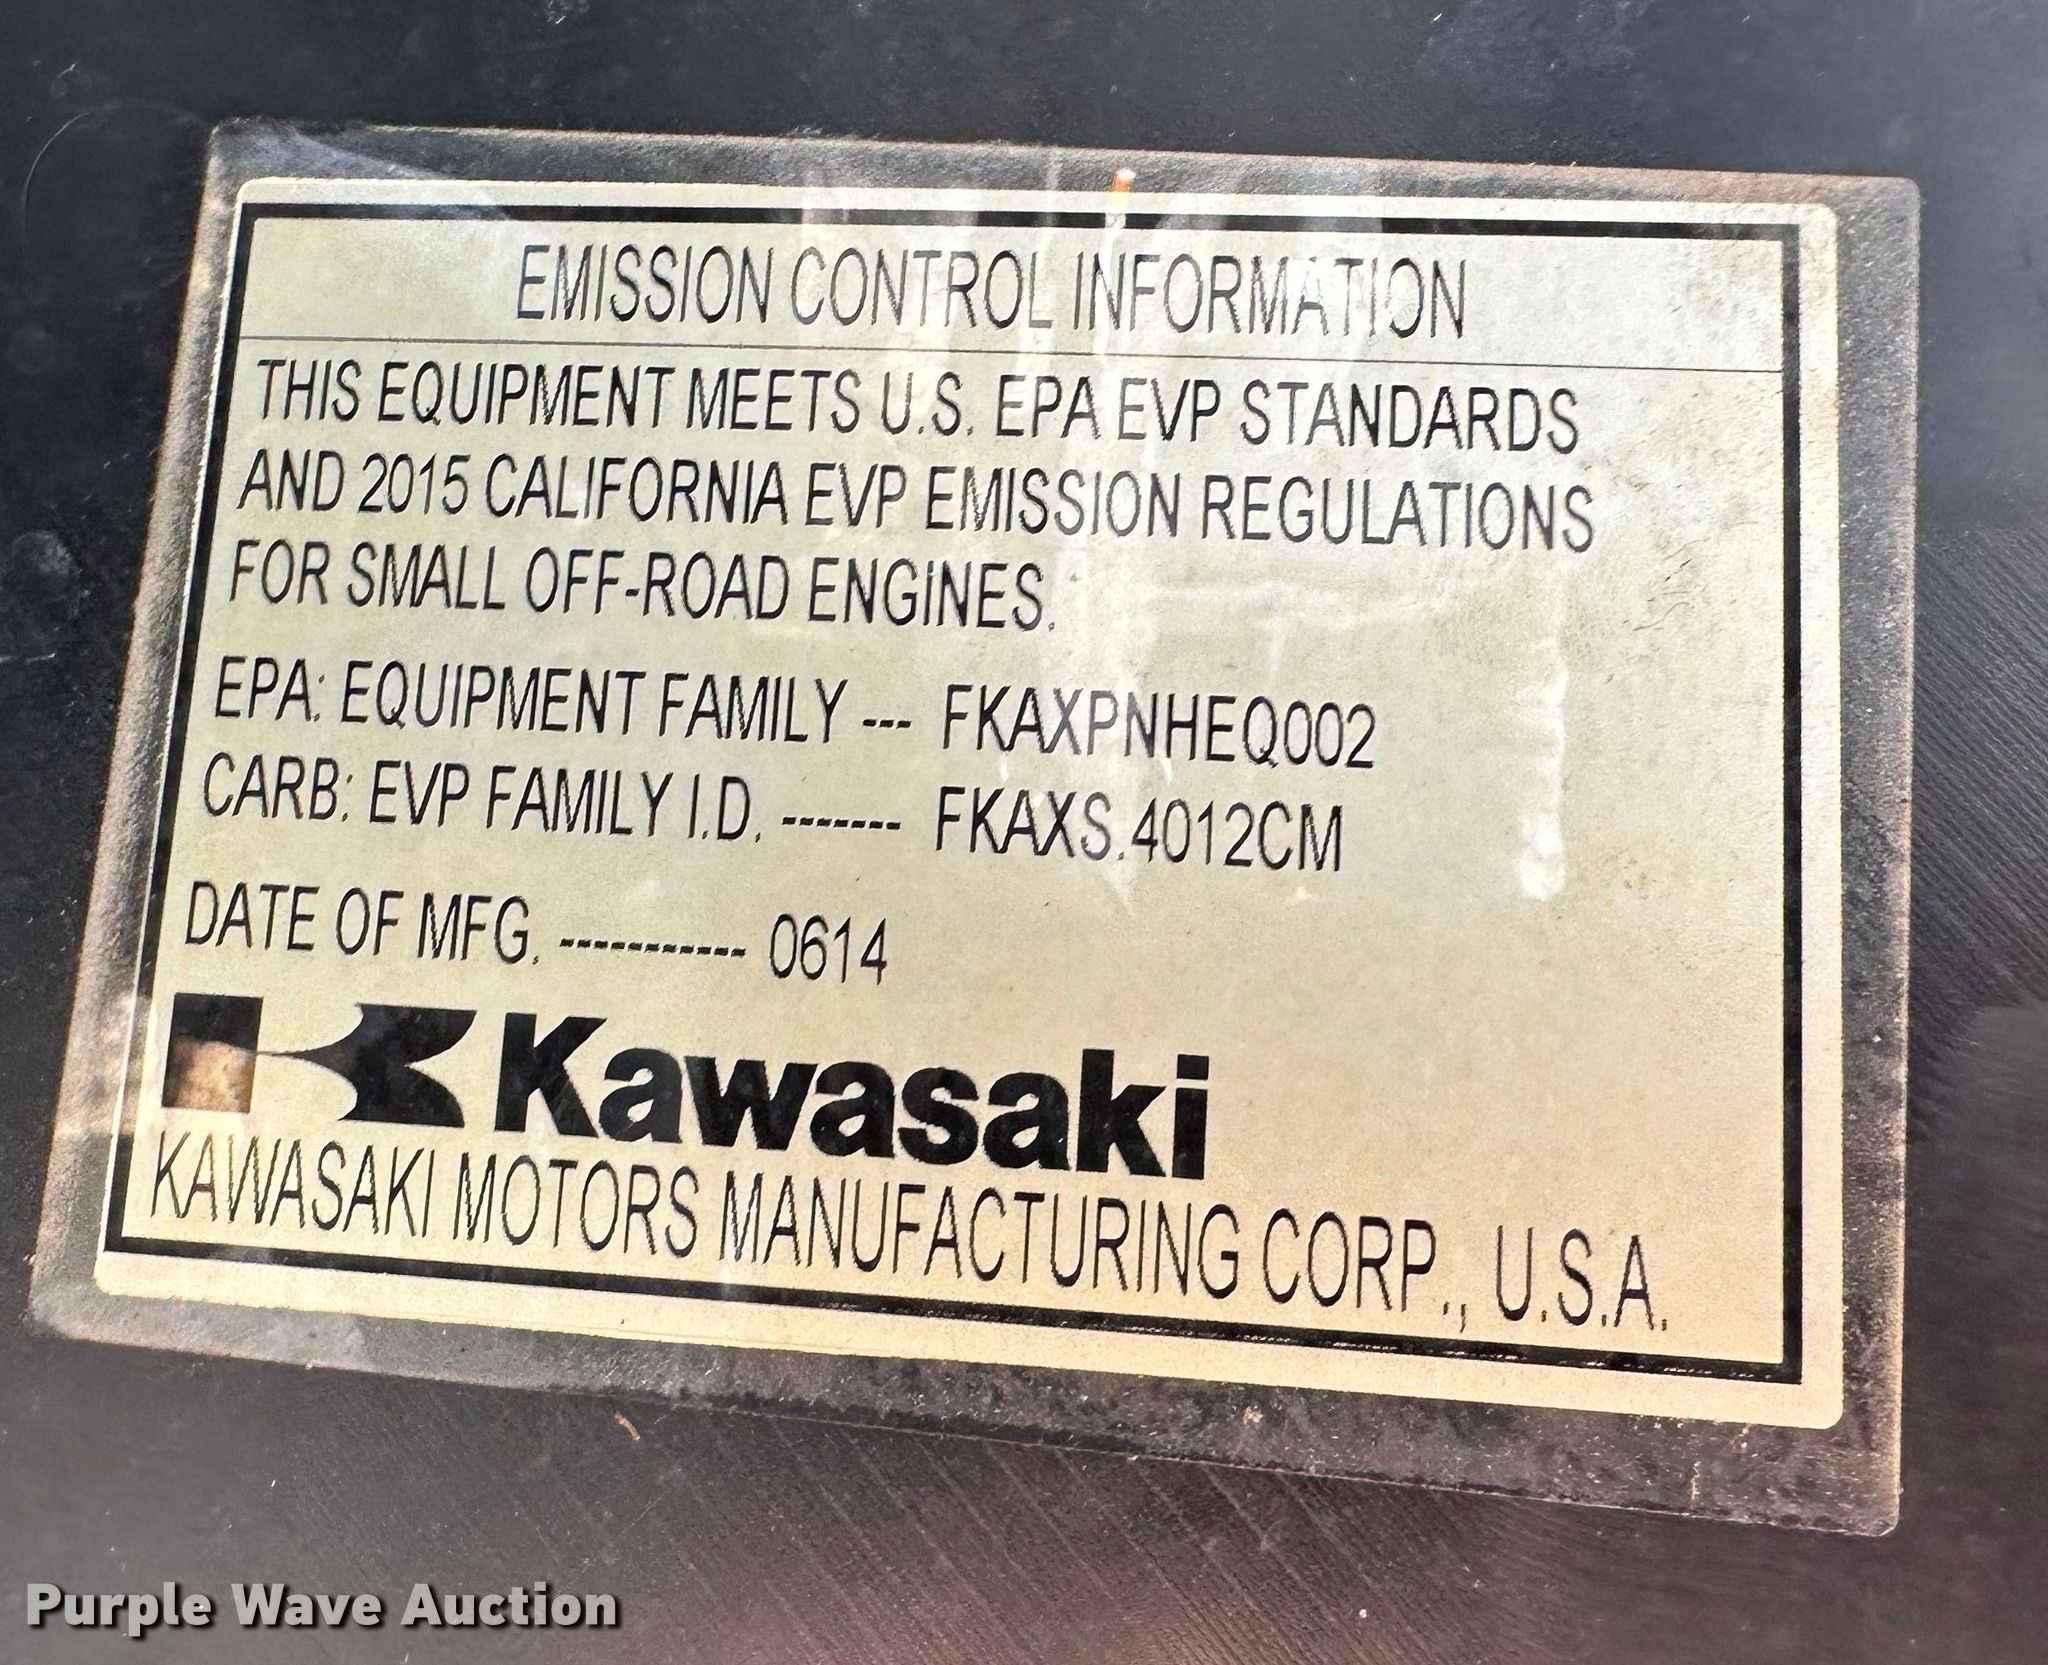 EMISSION CONTROL INFORMATION
THIS EQUIPMENT MEETS U.S. EPA EVP STANDARDS
AND 2015 CALIFORNIA EVP EMISSION REGULATIONS
FOR SMALL OFF-ROAD ENGINES.
EPA: EQUIPMENT FAMILY --- FKAXPNHEQ002
CARB: EVP FAMILY I.D. ------- FKAXS.4012CM
DATE OF MFG. ----------- 0614
Kawasaki
KAWASAKI MOTORS MANUFACTURING CORP., U.S.A.
Purple Wave Auction